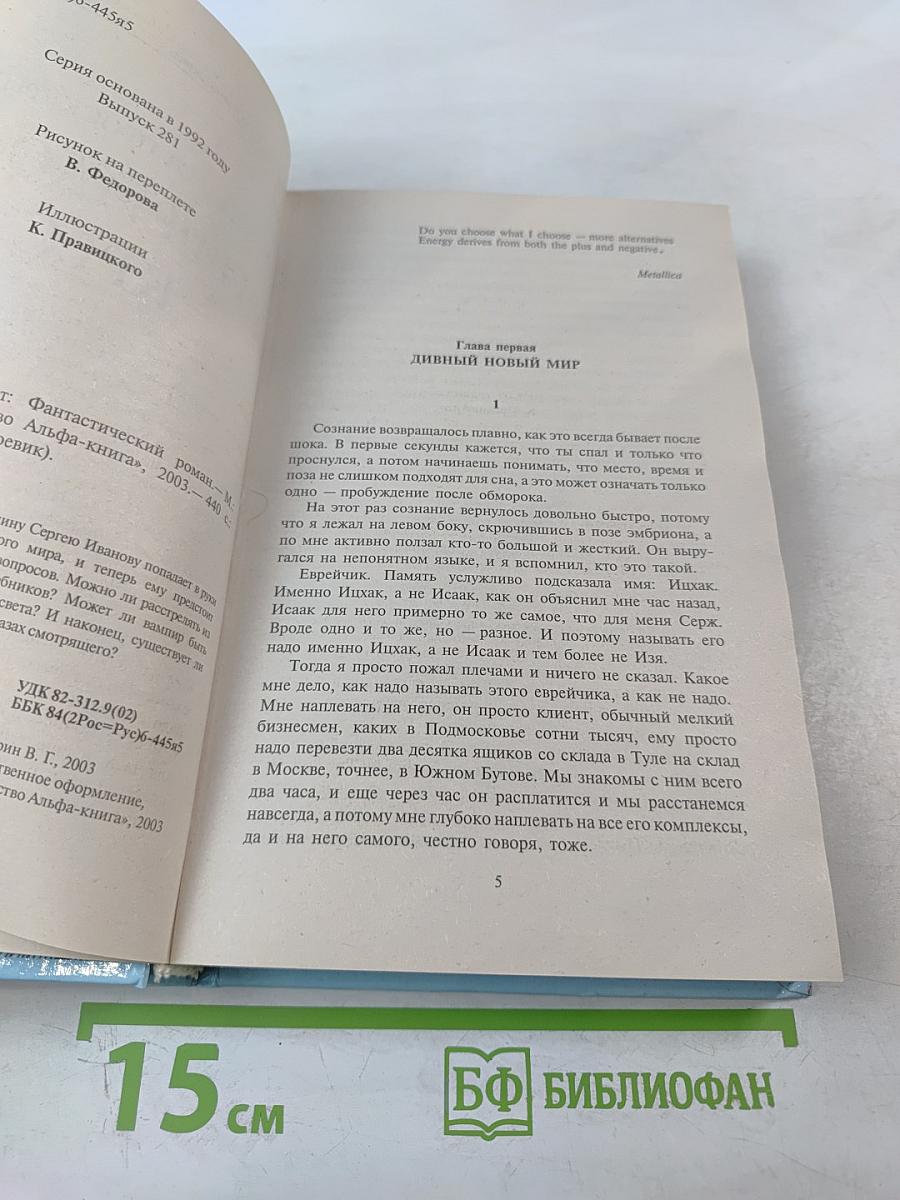 )6-445я5
Серия основана в 1992 году
Выпуск 281
Рисунок на переплете
В. Федорова
Иллюстрации
К. Правицкого
т: Фантастический роман.— М.:
во Альфа-книга», 2003.— 440 с.:
оевик).
ину Сергею Иванову попадает в руки
ого мира, и теперь ему предстоит
вопросов. Можно ли расстрелять из
ебников? Может ли вампир быть
света? И наконец, существует ли
азах смотрящего?
УДК 82-312.9(02)
ББК 84(2Рос=Рус)6-445я5
рин В. Г., 2003
твенное оформление,
ство Альфа-книга», 2003
Do you choose what I choose — more alternatives
Energy derives from both the plus and negative.
Metallica
Глава первая
ДИВНЫЙ НОВЫЙ МИР
1
Сознание возвращалось плавно, как это всегда бывает после
шока. В первые секунды кажется, что ты спал и только что
проснулся, а потом начинаешь понимать, что место, время и
поза не слишком подходят для сна, а это может означать только
одно — пробуждение после обморока.
На этот раз сознание вернулось довольно быстро, потому
что я лежал на левом боку, скрючившись в позе эмбриона, а
по мне активно ползал кто-то большой и жесткий. Он выру-
гался на непонятном языке, и я вспомнил, кто это такой.
Еврейчик. Память услужливо подсказала имя: Ицхак.
Именно Ицхак, а не Исаак, как он объяснил мне час назад,
Исаак для него примерно то же самое, что для меня Серж.
Вроде одно и то же, но — разное. И поэтому называть его
надо именно Ицхак, а не Исаак и тем более не Изя.
Тогда я просто пожал плечами и ничего не сказал. Какое
мне дело, как надо называть этого еврейчика, а как не надо.
Мне наплевать на него, он просто клиент, обычный мелкий
бизнесмен, каких в Подмосковье сотни тысяч, ему просто
надо перевезти два десятка ящиков со склада в Туле на склад
в Москве, точнее, в Южном Бутове. Мы знакомы с ним всего
два часа, и еще через час он расплатится и мы расстанемся
навсегда, а потому мне глубоко наплевать на все его комплексы,
да и на него самого, честно говоря, тоже.
5
15 см
БФ БИБЛИОФАН